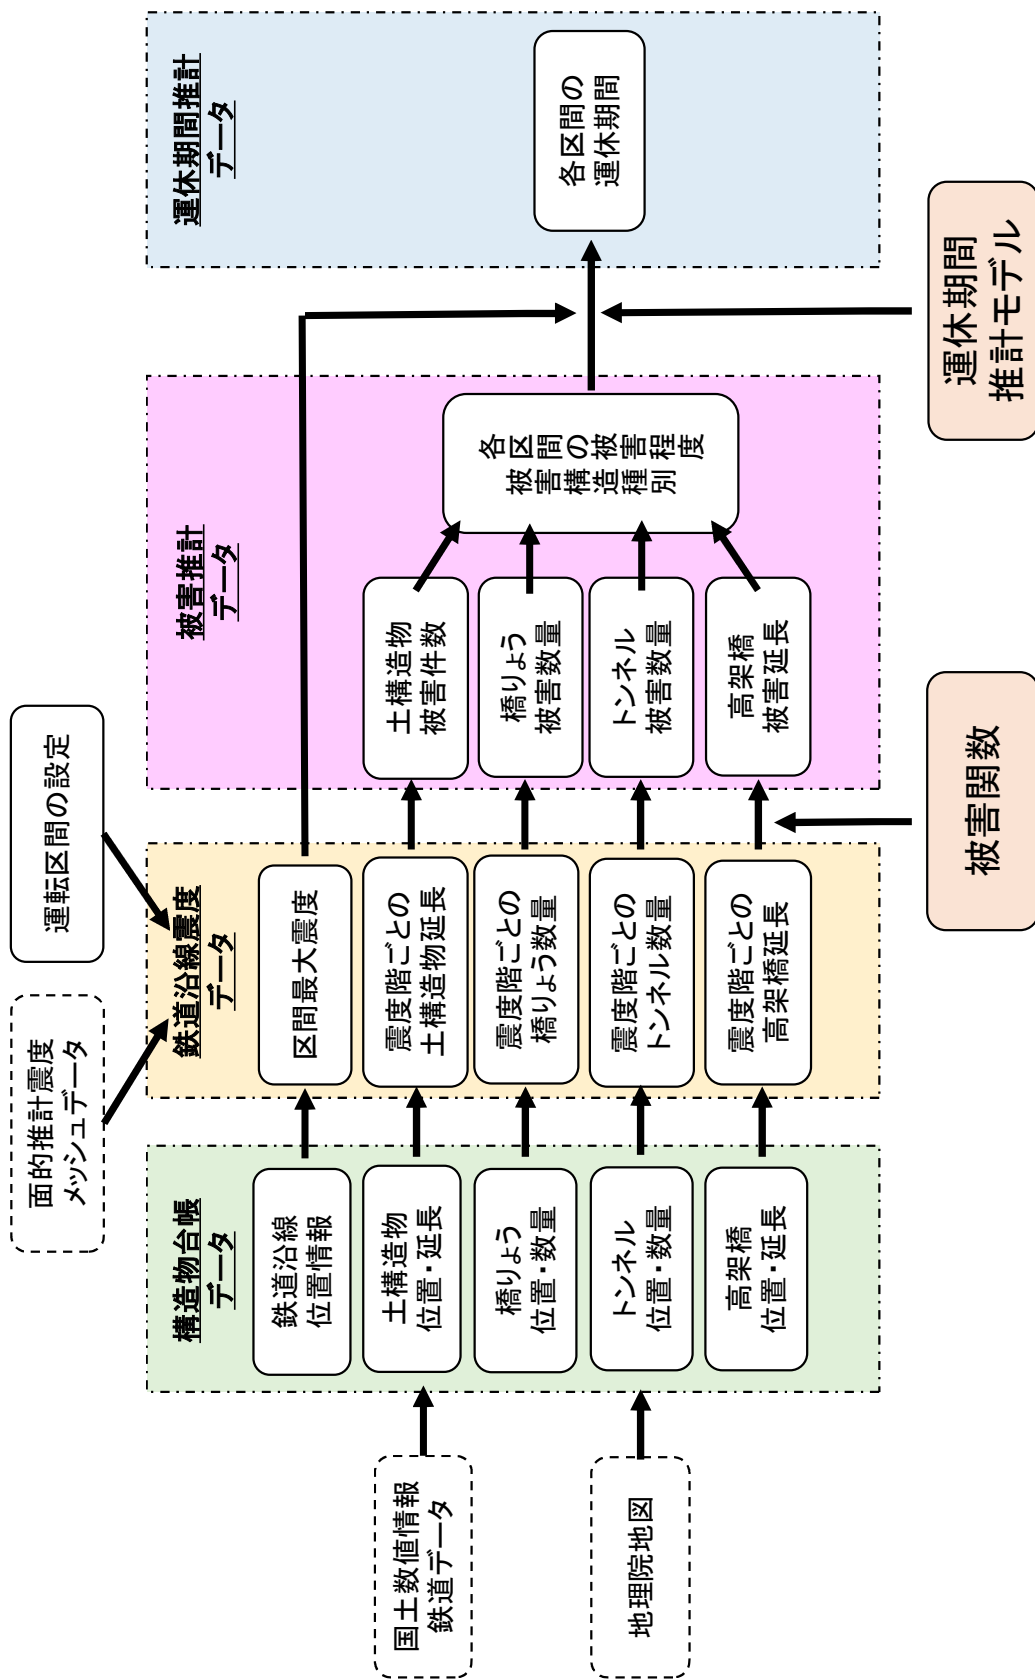 国土数値情報
鉄道データ
地理院地図
構造物台帳
データ
鉄道沿線
位置情報
土構造物
位置・延長
橋りょう
位置・数量
トンネル
位置・数量
高架橋
位置・延長
面的推計震度
メッシュデータ
運転区間の設定
鉄道沿線震度
データ
区間最大震度
震度階ごとの
土構造物延長
震度階ごとの
橋りょう数量
震度階ごとの
トンネル数量
震度階ごとの
高架橋延長
被害関数
被害推計
データ
土構造物
被害件数
橋りょう
被害数量
トンネル
被害数量
高架橋
被害延長
各区間の被害程度
被害構造種別
運休期間
推計モデル
運休期間推計
データ
各区間の
運休期間